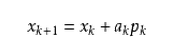 x_{k+1} = x_k + a_k p_k